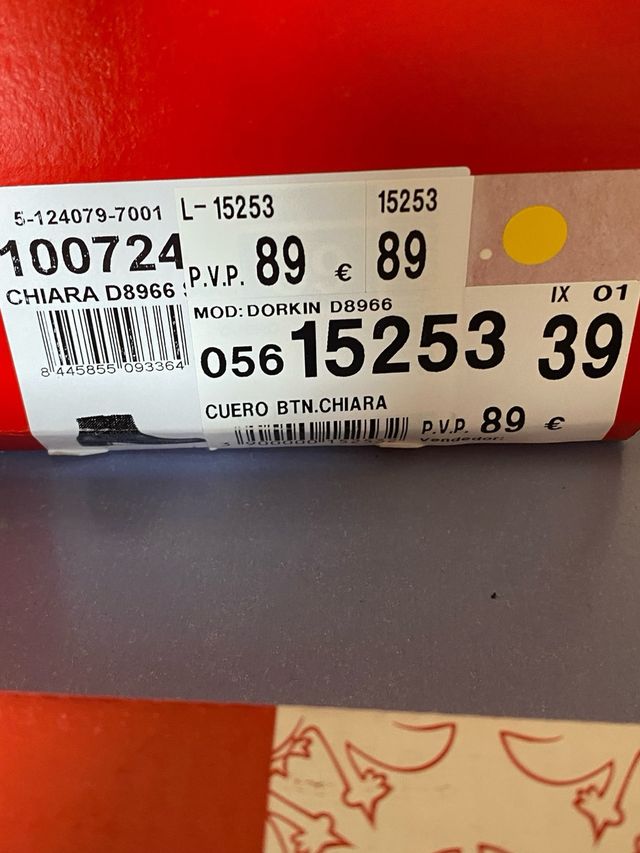 5-124079-7001
100724
CHIARA D8966
8 445855 093364
L- 15253
15253
P.V.P. 89 €
89
IX 01
MOD: DORKIN D8966
056 15253 39
CUERO BTN.CHIARA
P.V.P. 89 €
Vendedor: